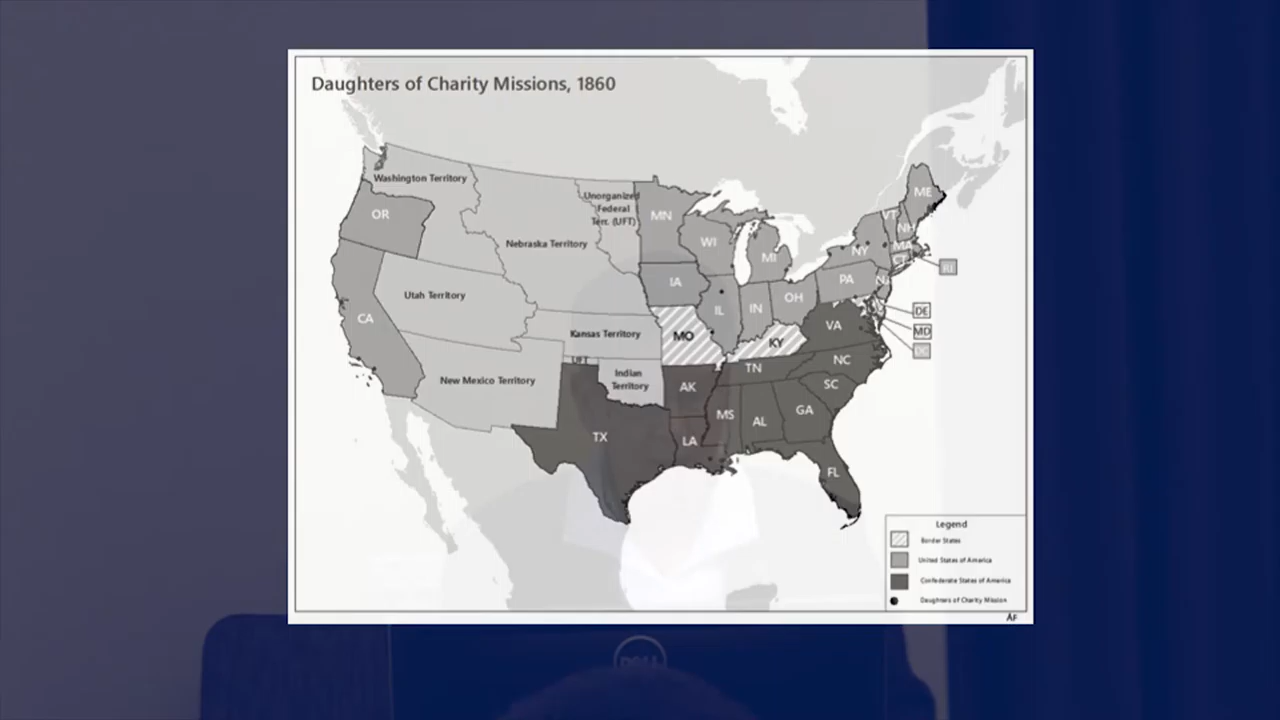 Daughters of Charity Missions, 1860
Washington Territory
OR
Unorganized
Federal
Terr. (UFT)
MN
ME
VT
NH
Nebraska Territory
WI
MI
NY
MA
CT
RI
Utah Territory
IA
PA
NJ
CA
IL
IN
OH
DE
Kansas Territory
MO
KY
VA
MD
DC
UFT
New Mexico Territory
Indian
Territory
TN
NC
AK
SC
MS
AL
GA
TX
LA
FL
Legend
Border States
United States of America
Confederate States of America
Daughters of Charity Mission
ÅF
DELL